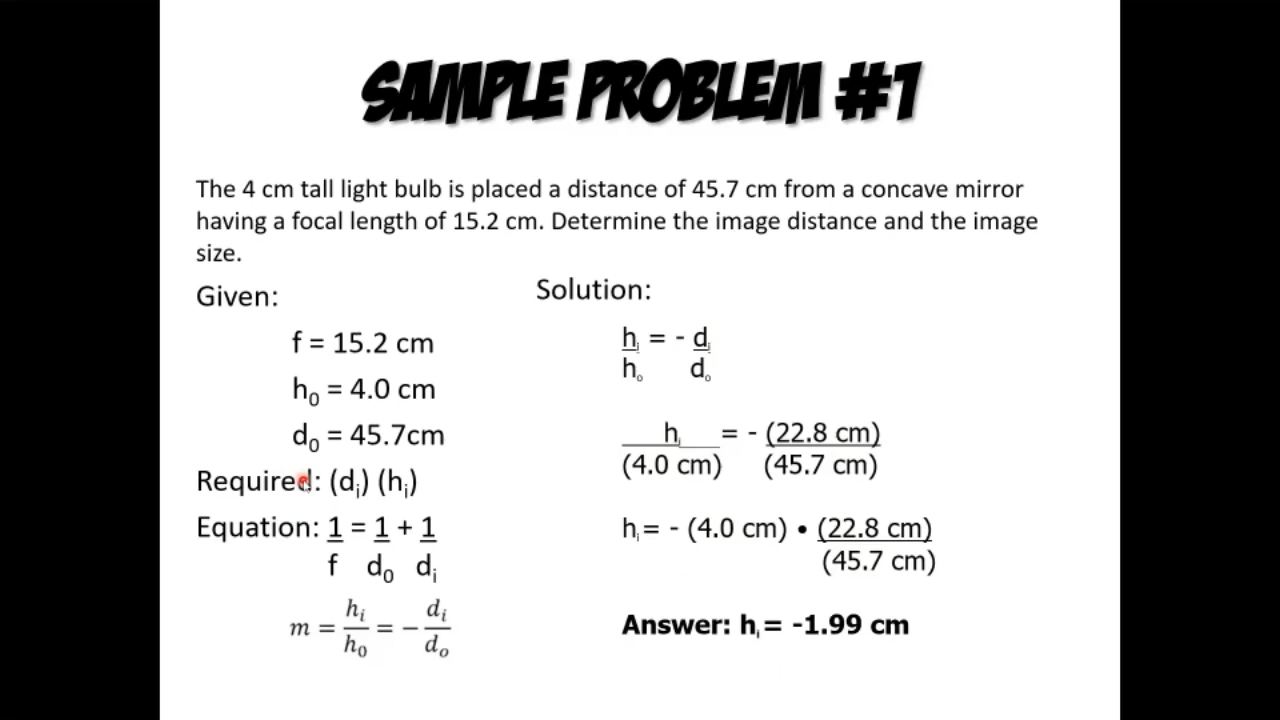 SAMPLE PROBLEM #1
The 4 cm tall light bulb is placed a distance of 45.7 cm from a concave mirror
having a focal length of 15.2 cm. Determine the image distance and the image
size.
Given:
f = 15.2 cm
h₀ = 4.0 cm
d₀ = 45.7cm
Required: (dᵢ) (hᵢ)
Equation: 1 = 1 + 1
f d₀ dᵢ
m = hᵢ/h₀ = − dᵢ/dₒ
Solution:
hᵢ = - dᵢ
hₒ dₒ
hᵢ = - (22.8 cm)
(4.0 cm) (45.7 cm)
hᵢ = - (4.0 cm) • (22.8 cm)
(45.7 cm)
Answer: hᵢ = -1.99 cm